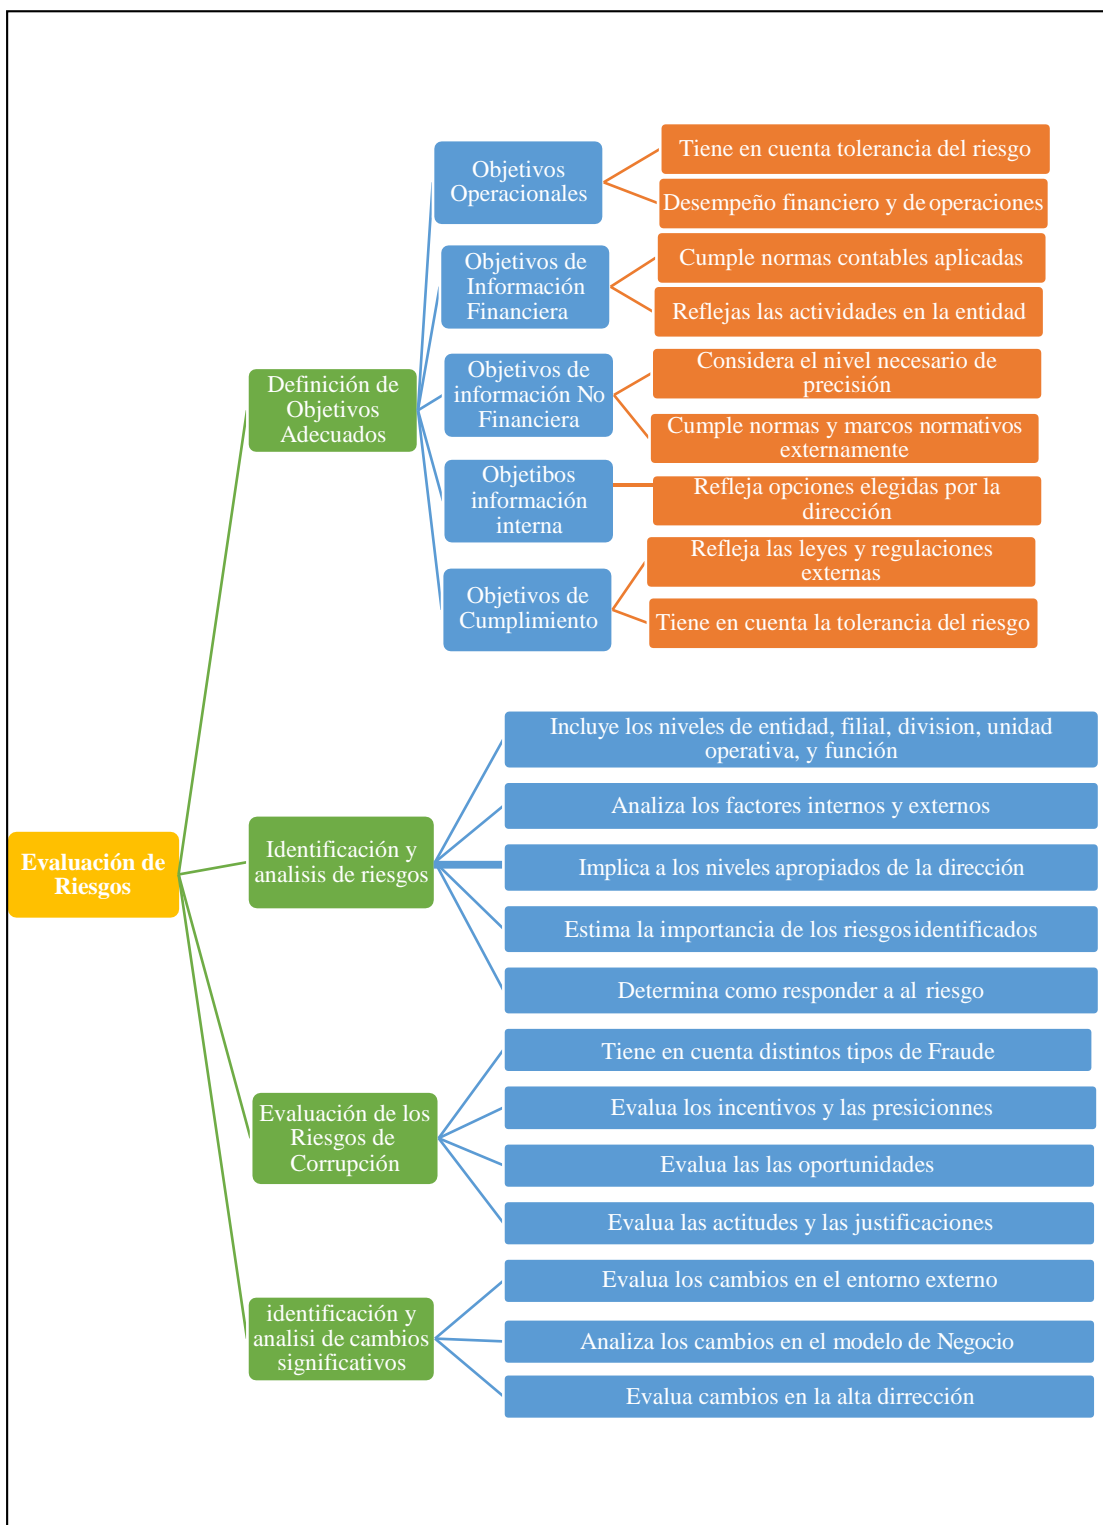 Evaluación de
Riesgos
Definición de
Objetivos
Adecuados
Objetivos
Operacionales
Tiene en cuenta tolerancia del riesgo
Desempeño financiero y de operaciones
Objetivos de
Información
Financiera
Cumple normas contables aplicadas
Reflejas las actividades en la entidad
Objetivos de
información No
Financiera
Considera el nivel necesario de
precisión
Cumple normas y marcos normativos
externamente
Objetibos
información
interna
Refleja opciones elegidas por la
dirección
Objetivos de
Cumplimiento
Refleja las leyes y regulaciones
externas
Tiene en cuenta la tolerancia del riesgo
Identificación y
analisis de riesgos
Incluye los niveles de entidad, filial, division, unidad
operativa, y función
Analiza los factores internos y externos
Implica a los niveles apropiados de la dirección
Estima la importancia de los riesgos identificados
Determina como responder a al riesgo
Evaluación de los
Riesgos de
Corrupción
Tiene en cuenta distintos tipos de Fraude
Evalua los incentivos y las presicionnes
Evalua las las oportunidades
Evalua las actitudes y las justificaciones
identificación y
analisi de cambios
significativos
Evalua los cambios en el entorno externo
Analiza los cambios en el modelo de Negocio
Evalua cambios en la alta dirrección